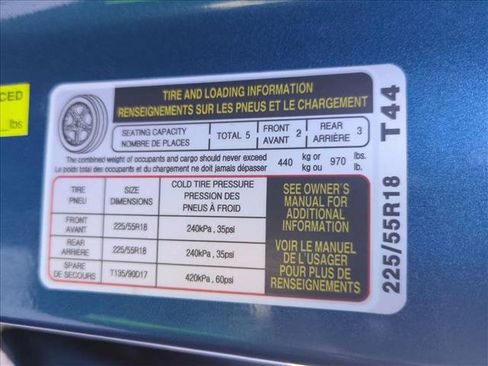 CED
lbs
TIRE AND LOADING INFORMATION
RENSEIGNEMENTS SUR LES PNEUS ET LE CHARGEMENT
SEATING CAPACITY
NOMBRE DE PLACES
TOTAL 5
FRONT
AVANT 2
REAR
ARRIÈRE 3
The combined weight of occupants and cargo should never exceed
Le poids total des occupants et du chargement ne doit jamais dépasser
440 kg or
kg ou
970 lbs.
lb.
TIRE
PNEU
SIZE
DIMENSIONS
COLD TIRE PRESSURE
PRESSION DES
PNEUS À FROID
FRONT
AVANT
225/55R18
240kPa, 35psi
REAR
ARRIÈRE
225/55R18
240kPa, 35psi
SPARE
DE SECOURS
T135/90D17
420kPa, 60psi
SEE OWNER'S
MANUAL FOR
ADDITIONAL
INFORMATION
VOIR LE MANUEL
DE L'USAGER
POUR PLUS DE
RENSEIGNEMENTS
225/55R18 T44